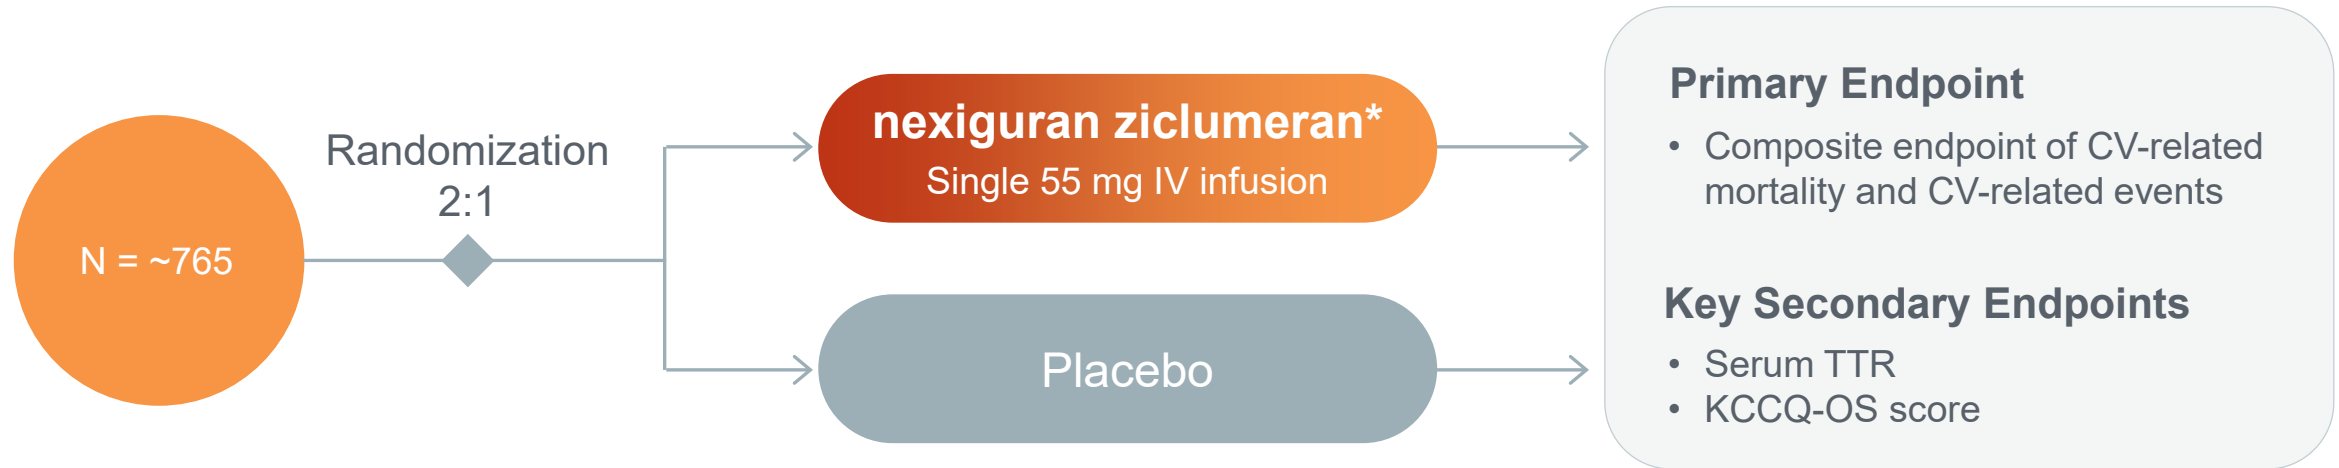 N = ~765
Randomization
2:1
nexiguran ziclumeran*
Single 55 mg IV infusion
Placebo
Primary Endpoint
• Composite endpoint of CV-related
mortality and CV-related events
Key Secondary Endpoints
• Serum TTR
• KCCQ-OS score